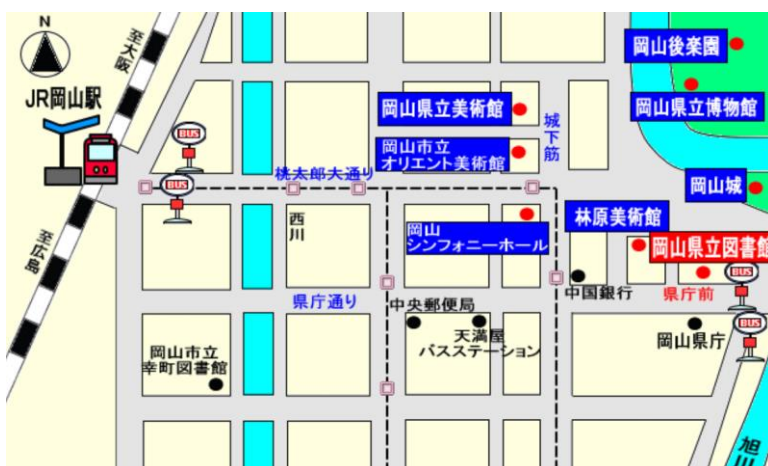 N
至大阪
JR岡山駅
BUS
BUS
至広島
岡山後楽園
岡山県立博物館
岡山県立美術館
岡山市立
オリエント美術館
城下筋
桃太郎大通り
岡山城
西川
岡山
シンフォニーホール
林原美術館
岡山県立図書館
BUS
県庁前
中国銀行
県庁通り
中央郵便局
天満屋
バスステーション
岡山県庁
BUS
岡山市立
幸町図書館
旭川